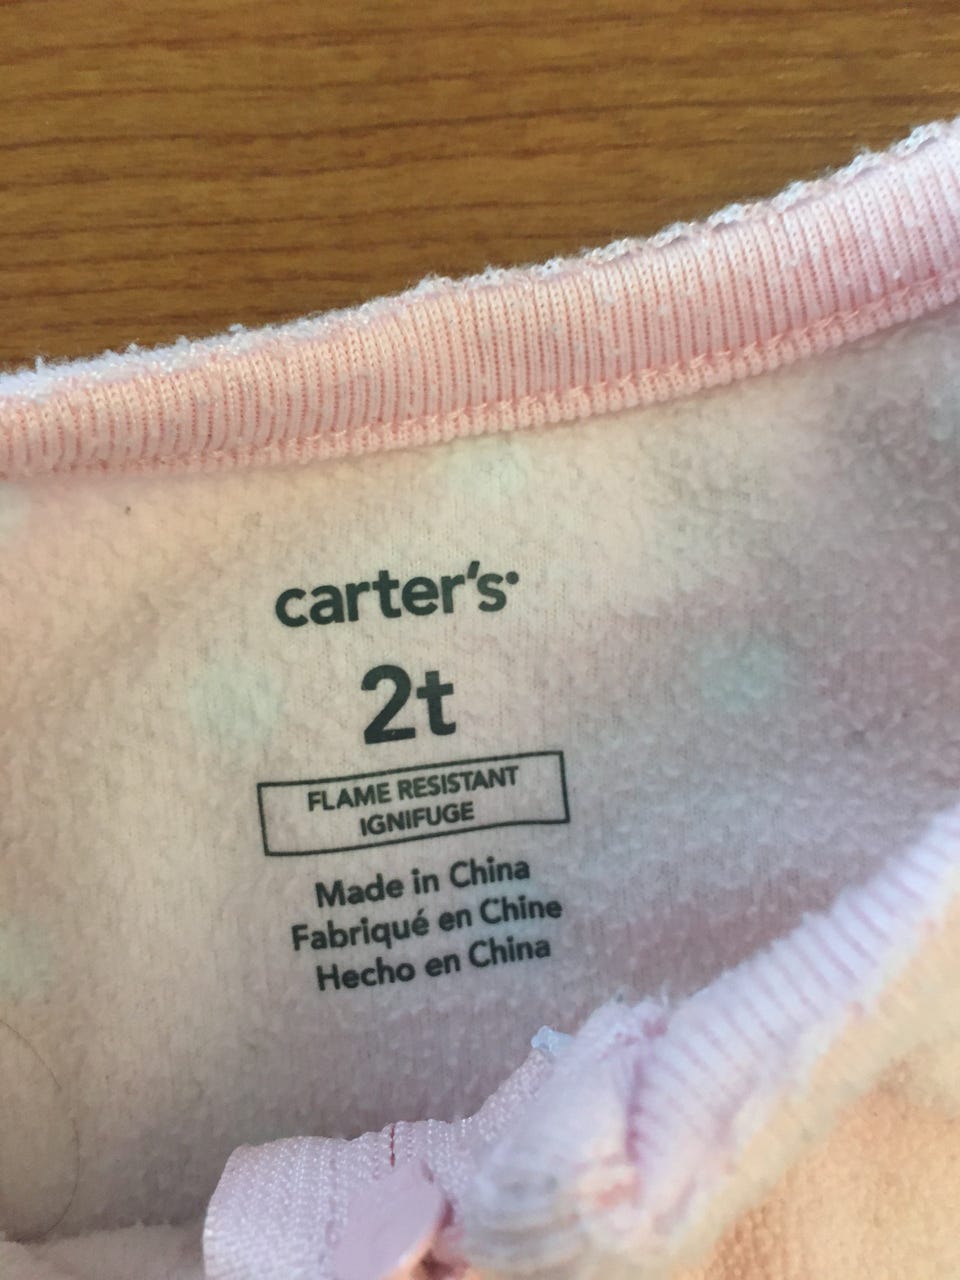 carter's
2t
FLAME RESISTANT
IGNIFUGE
Made in China
Fabriqué en Chine
Hecho en China